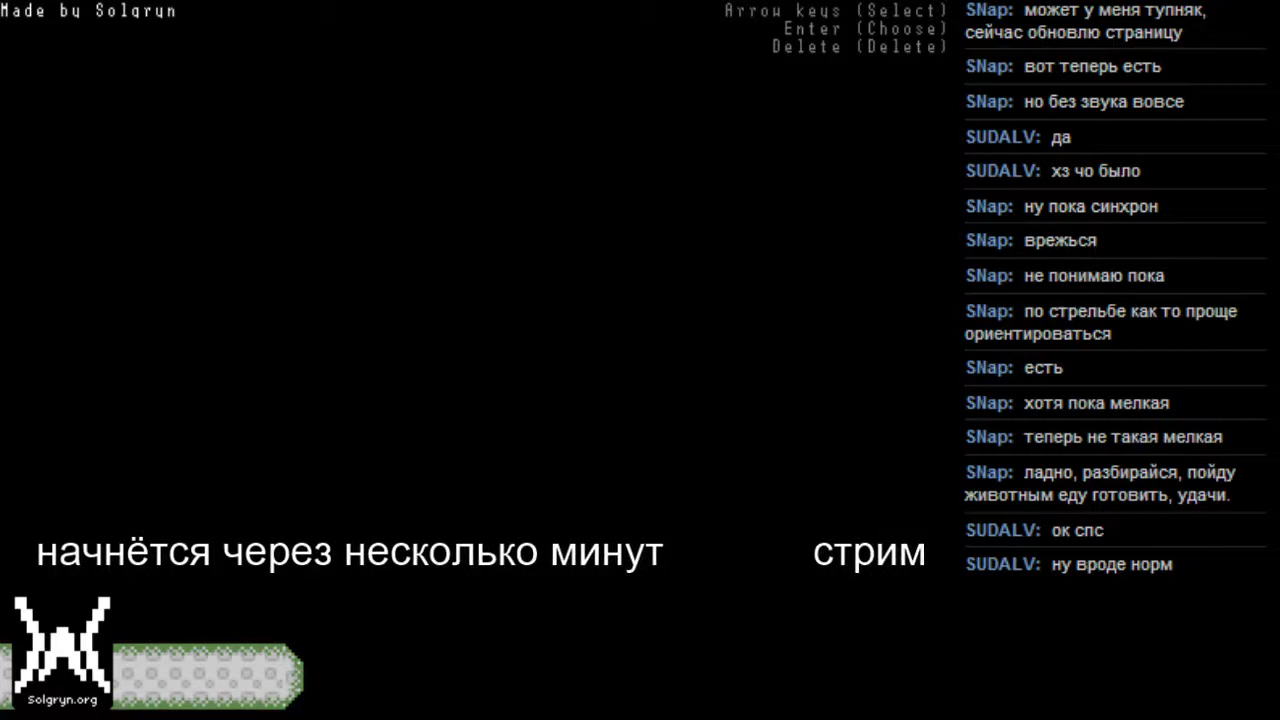 Made by Solgryn
Arrow keys (Select)
Enter (Choose)
Delete (Delete)
SNap: может у меня тупняк,
сейчас обновлю страницу
SNap: вот теперь есть
SNap: но без звука вовсе
SUDALV: да
SUDALV: хз чо было
SNap: ну пока синхрон
SNap: врежься
SNap: не понимаю пока
SNap: по стрельбе как то проще
ориентироваться
SNap: есть
SNap: хотя пока мелкая
SNap: теперь не такая мелкая
SNap: ладно, разбирайся, пойду
животным еду готовить, удачи.
SUDALV: ок спс
SUDALV: ну вроде норм
начнётся через несколько минут стрим
Solgryn.org